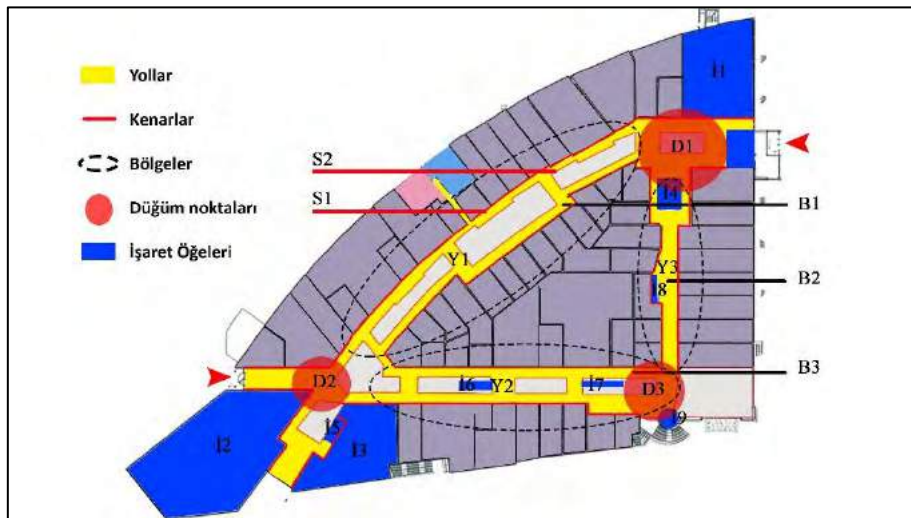 Yollar
Kenarlar
Bölgeler
Düğüm noktaları
İşaret Öğeleri
S2
S1
İ1
D1
İ4
B1
Y1
Y3
B2
İ8
B3
D2
İ6
Y2
İ7
D3
İ9
İ5
İ2
İ3